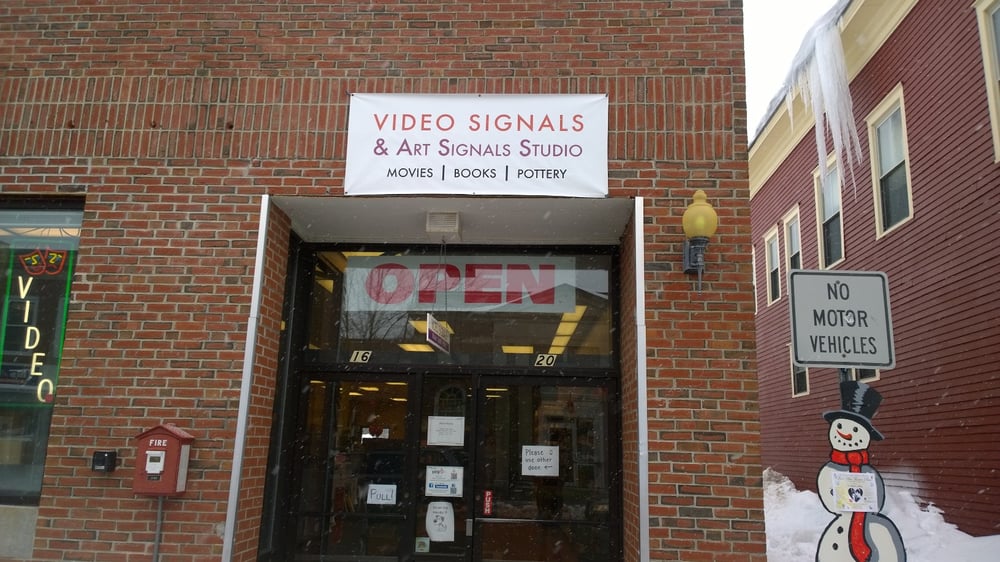 VIDEO SIGNALS
& ART SIGNALS STUDIO
MOVIES | BOOKS | POTTERY
OPEN
16
20
VIDEO
FIRE
PULL!
Please
use other
door
PUSH
NO
MOTOR
VEHICLES